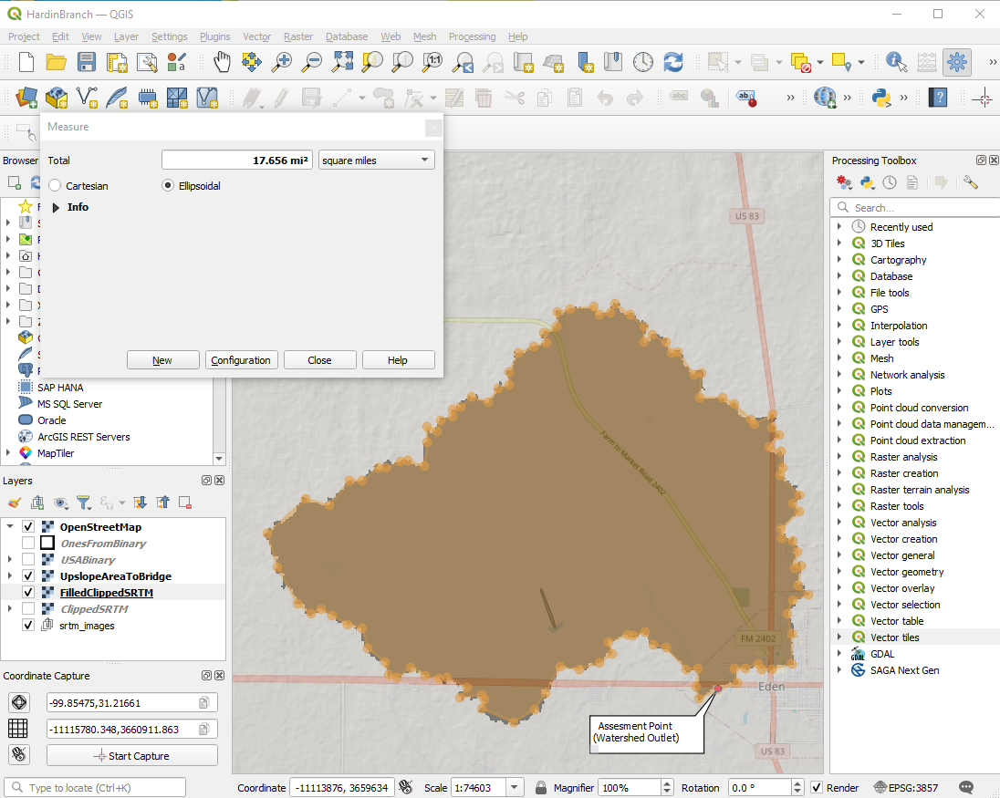 HardinBranch — QGIS
Project Edit View Layer Settings Plugins Vector Raster Database Web Mesh Processing Help
Measure
Total 17.656 mi² square miles
Cartesian Ellipsoidal
Info
New Configuration Close Help
Browser
SAP HANA
MS SQL Server
Oracle
ArcGIS REST Servers
MapTiler
Layers
OpenStreetMap
OnesFromBinary
USABinary
UpslopeAreaToBridge
FilledClippedSRTM
ClippedSRTM
srtm_images
Coordinate Capture
-99.85475,31.21661
-11115780.348,3660911.863
Start Capture
US 83
Farm to Market Road 2402
FM 2402
Eden
Assesment Point
(Watershed Outlet)
US 83
Processing Toolbox
Search...
Recently used
3D Tiles
Cartography
Database
File tools
GPS
Interpolation
Layer tools
Mesh
Network analysis
Plots
Point cloud conversion
Point cloud data managem...
Point cloud extraction
Raster analysis
Raster creation
Raster terrain analysis
Raster tools
Vector analysis
Vector creation
Vector general
Vector geometry
Vector overlay
Vector selection
Vector table
Vector tiles
GDAL
SAGA Next Gen
Type to locate (Ctrl+K) Coordinate -11113876, 3659634 Scale 1:74603 Magnifier 100% Rotation 0.0 ° Render EPSG:3857